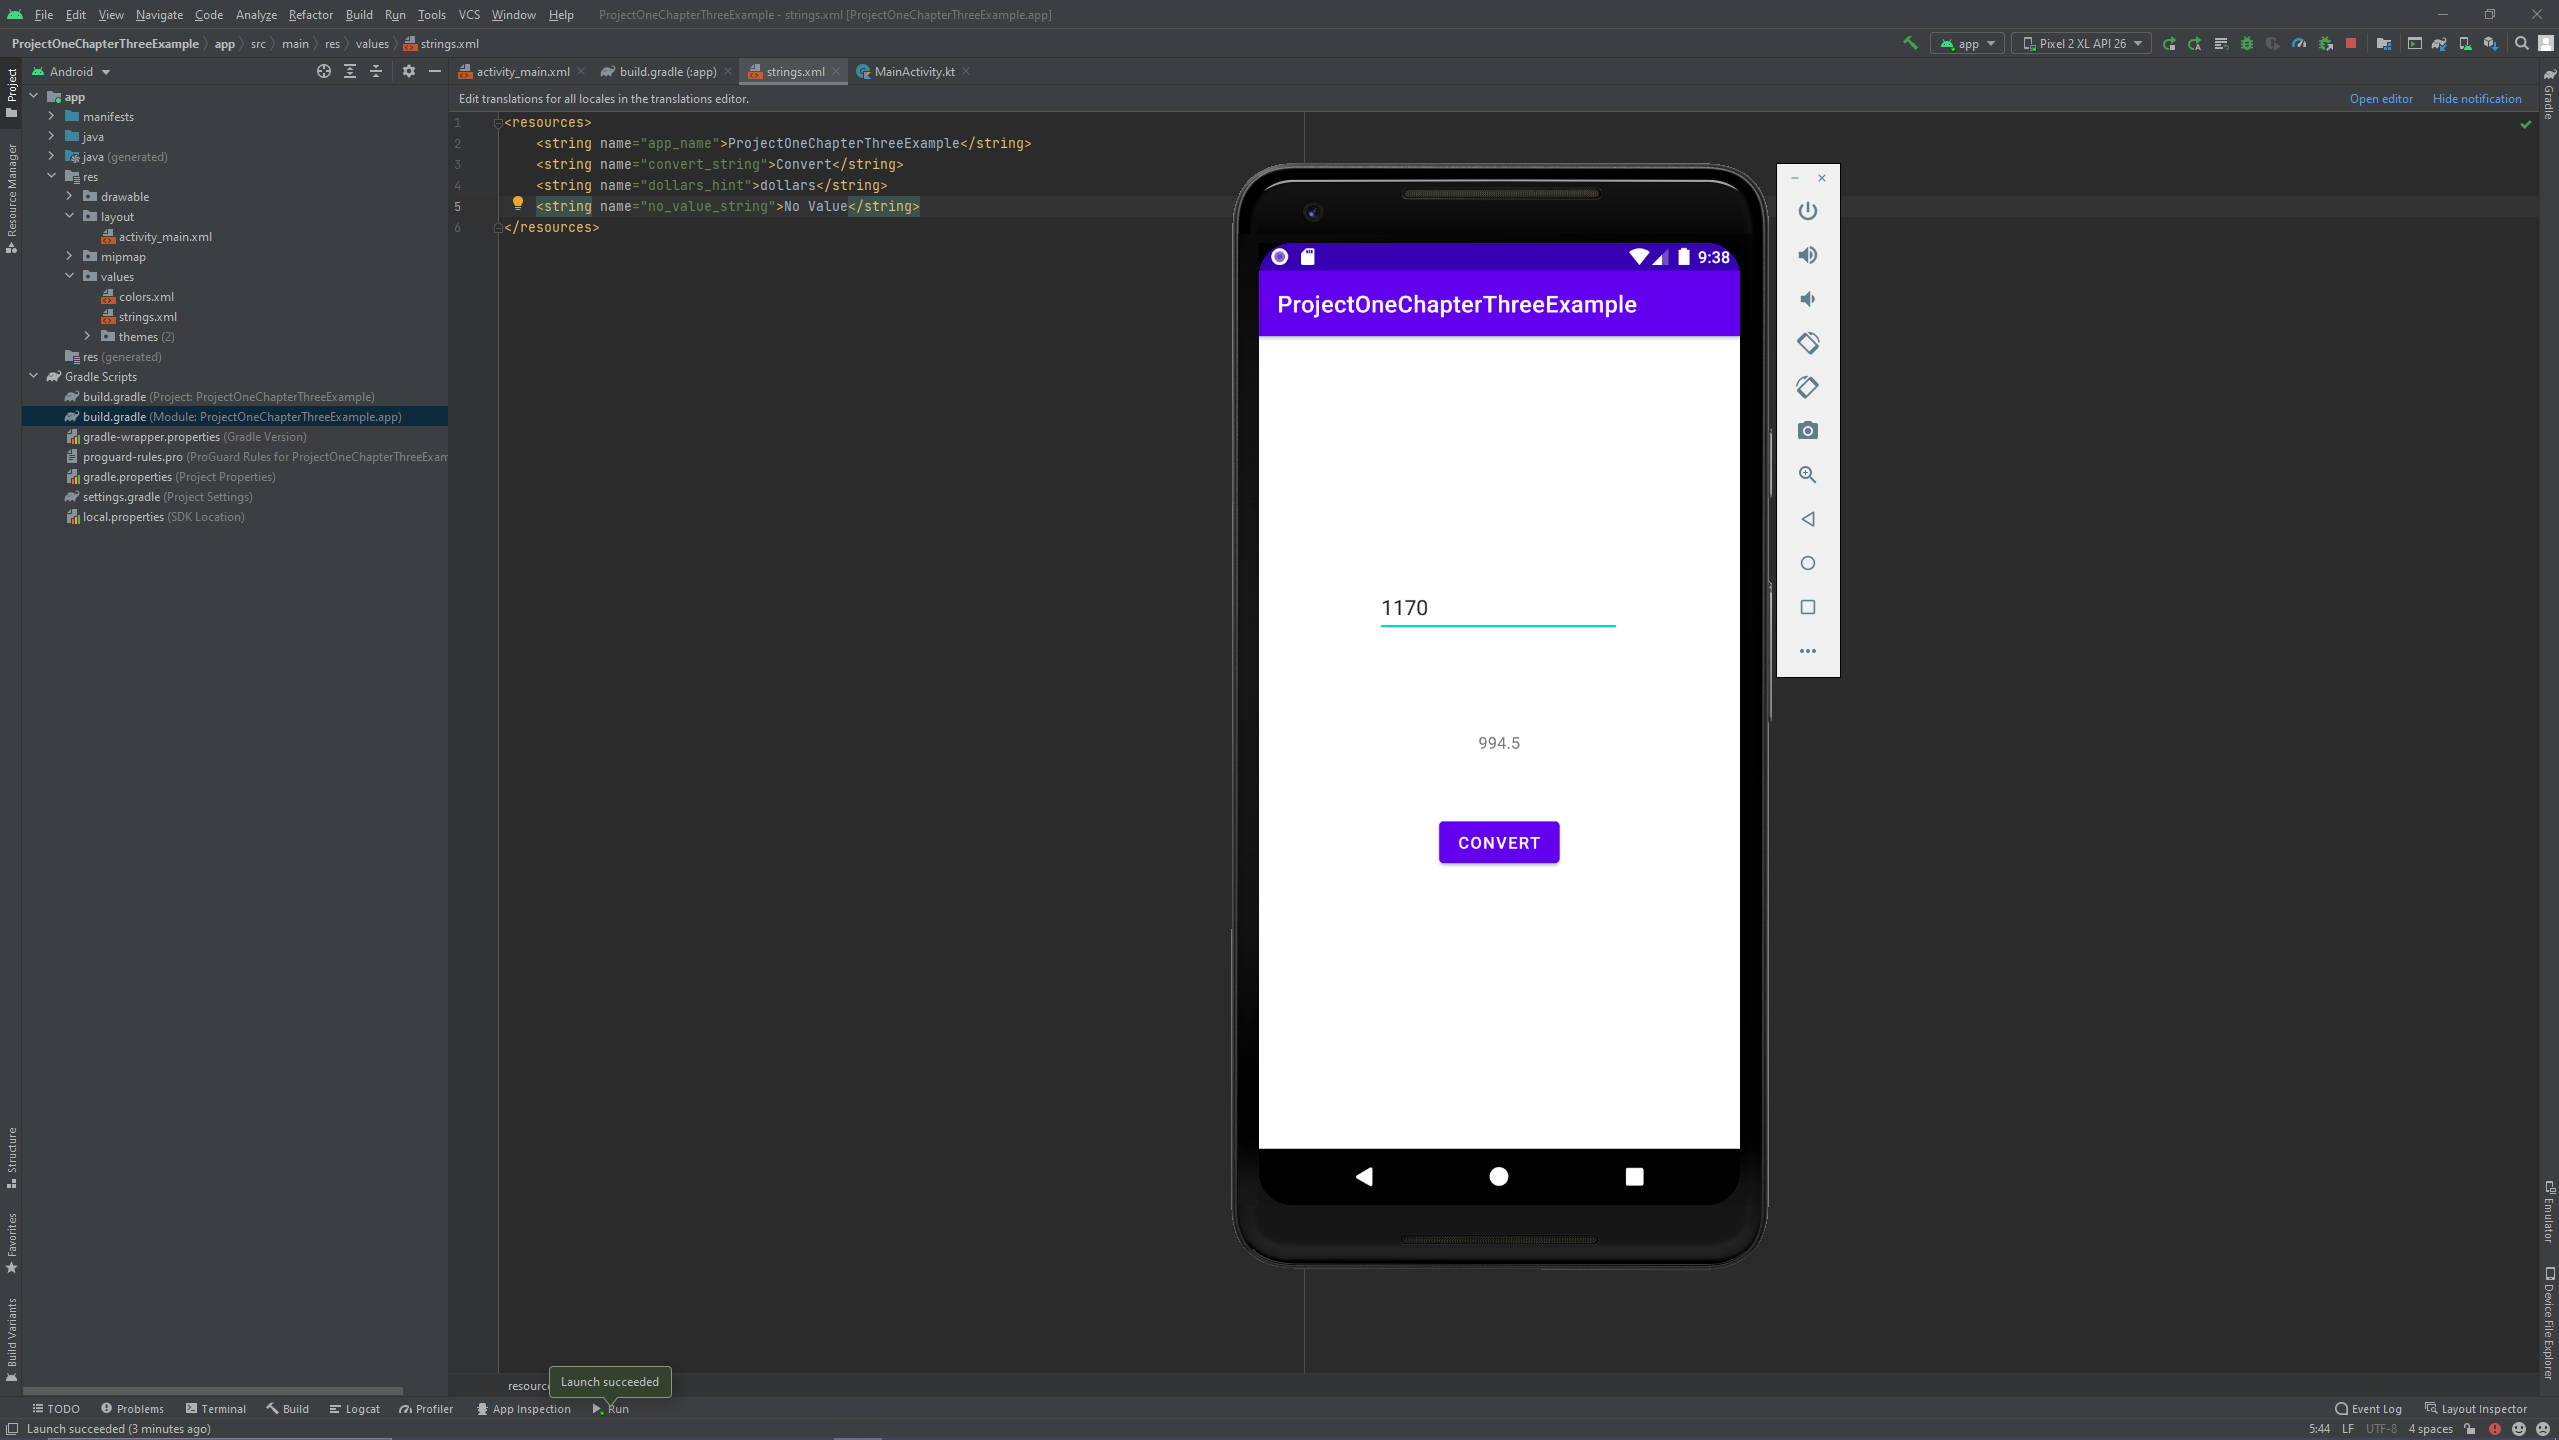 File Edit View Navigate Code Analyze Refactor Build Run Tools VCS Window Help ProjectOneChapterThreeExample - strings.xml [ProjectOneChapterThreeExample.app]
ProjectOneChapterThreeExample app src main res values strings.xml
app Pixel 2 XL API 26
Android
activity_main.xml build.gradle (:app) strings.xml MainActivity.kt
Edit translations for all locales in the translations editor. Open editor Hide notification
Project
Resource Manager
Structure
Favorites
Build Variants
app
manifests
java
java (generated)
res
drawable
layout
activity_main.xml
mipmap
values
colors.xml
strings.xml
themes (2)
res (generated)
Gradle Scripts
build.gradle (Project: ProjectOneChapterThreeExample)
build.gradle (Module: ProjectOneChapterThreeExample.app)
gradle-wrapper.properties (Gradle Version)
proguard-rules.pro (ProGuard Rules for ProjectOneChapterThreeExam
gradle.properties (Project Properties)
settings.gradle (Project Settings)
local.properties (SDK Location)
1 <resources>
2 <string name="app_name">ProjectOneChapterThreeExample</string>
3 <string name="convert_string">Convert</string>
4 <string name="dollars_hint">dollars</string>
5 <string name="no_value_string">No Value</string>
6 </resources>
9:38
ProjectOneChapterThreeExample
1170
994.5
CONVERT
Gradle
Emulator
Device File Explorer
resourc
Launch succeeded
TODO Problems Terminal Build Logcat Profiler App Inspection Run Event Log Layout Inspector
Launch succeeded (3 minutes ago) 5:44 LF UTF-8 4 spaces